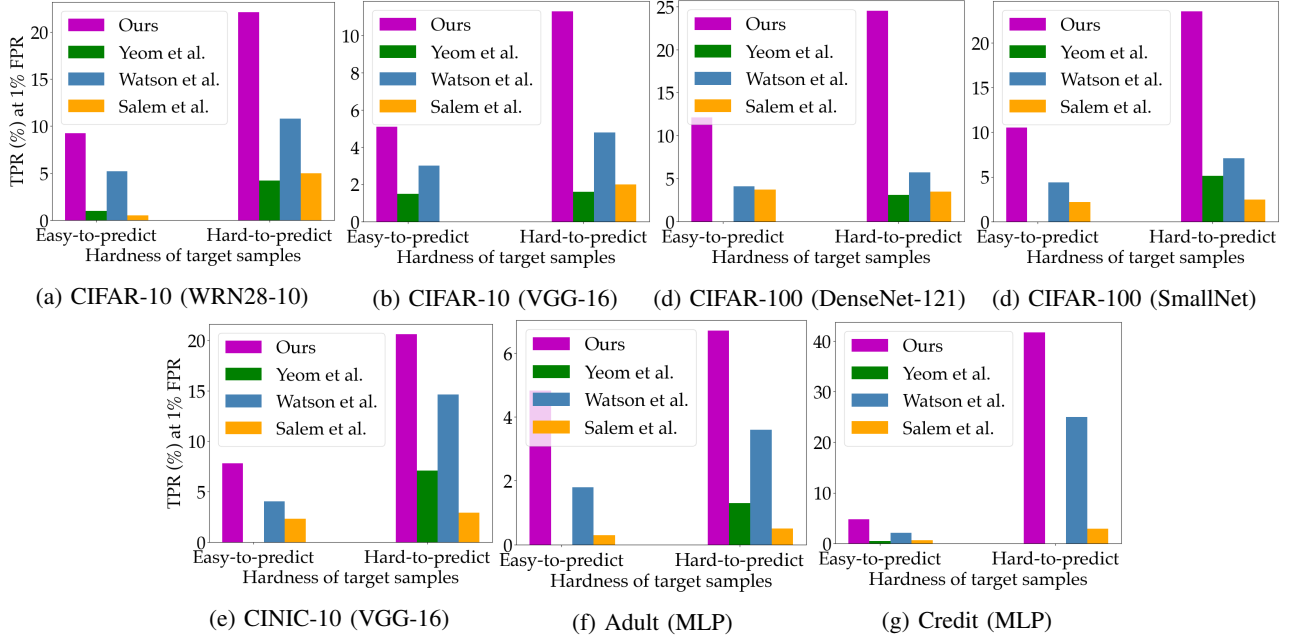 TPR (%) at 1% FPR
20
15
10
5
0
Ours
Yeom et al.
Watson et al.
Salem et al.
Easy-to-predict Hard-to-predict
Hardness of target samples
(a) CIFAR-10 (WRN28-10)
10
8
6
4
2
0
Ours
Yeom et al.
Watson et al.
Salem et al.
Easy-to-predict Hard-to-predict
Hardness of target samples
(b) CIFAR-10 (VGG-16)
25
20
15
10
5
0
Ours
Yeom et al.
Watson et al.
Salem et al.
Easy-to-predict Hard-to-predict
Hardness of target samples
(d) CIFAR-100 (DenseNet-121)
20
15
10
5
0
Ours
Yeom et al.
Watson et al.
Salem et al.
Easy-to-predict Hard-to-predict
Hardness of target samples
(d) CIFAR-100 (SmallNet)
TPR (%) at 1% FPR
20
15
10
5
0
Ours
Yeom et al.
Watson et al.
Salem et al.
Easy-to-predict Hard-to-predict
Hardness of target samples
(e) CINIC-10 (VGG-16)
6
4
2
0
Ours
Yeom et al.
Watson et al.
Salem et al.
Easy-to-predict Hard-to-predict
Hardness of target samples
(f) Adult (MLP)
40
30
20
10
0
Ours
Yeom et al.
Watson et al.
Salem et al.
Easy-to-predict Hard-to-predict
Hardness of target samples
(g) Credit (MLP)